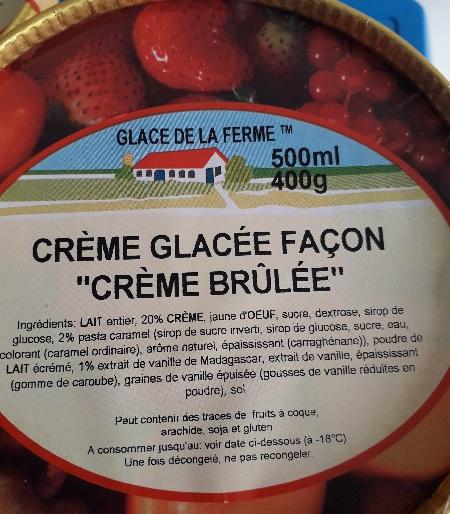 GLACE DE LA FERME ™
500ml
400g
CRÈME GLACÉE FAÇON
"CRÈME BRÛLÉE"
Ingrédients: LAIT entier, 20% CRÈME, jaune d'OEUF, sucre, dextrose, sirop de
glucose, 2% pasta caramel (sirop de sucre inverti, sirop de glucose, sucre, eau,
colorant (caramel ordinaire), arôme naturel, épaississant (carraghénane)), poudre de
LAIT écrémé, 1% extrait de vanille de Madagascar, extrait de vanille, épaississant
(gomme de caroube), graines de vanille épuisée (gousses de vanille réduites en
poudre), sel
Peut contenir des traces de fruits à coque,
arachide, soja et gluten
A consommer jusqu'au: voir date ci-dessous (à -18°C)
Une fois décongelé, ne pas recongeler.